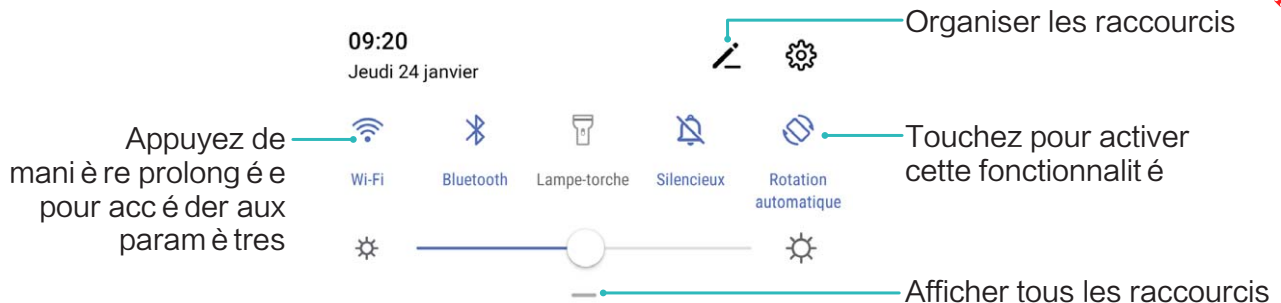 Organiser les raccourcis
09:20
Jeudi 24 janvier
Appuyez de
mani è re prolong é e
pour acc é der aux
param è tres
Touchez pour activer
cette fonctionnalit é
Wi-Fi
Bluetooth
Lampe-torche
Silencieux
Rotation
automatique
Afficher tous les raccourcis